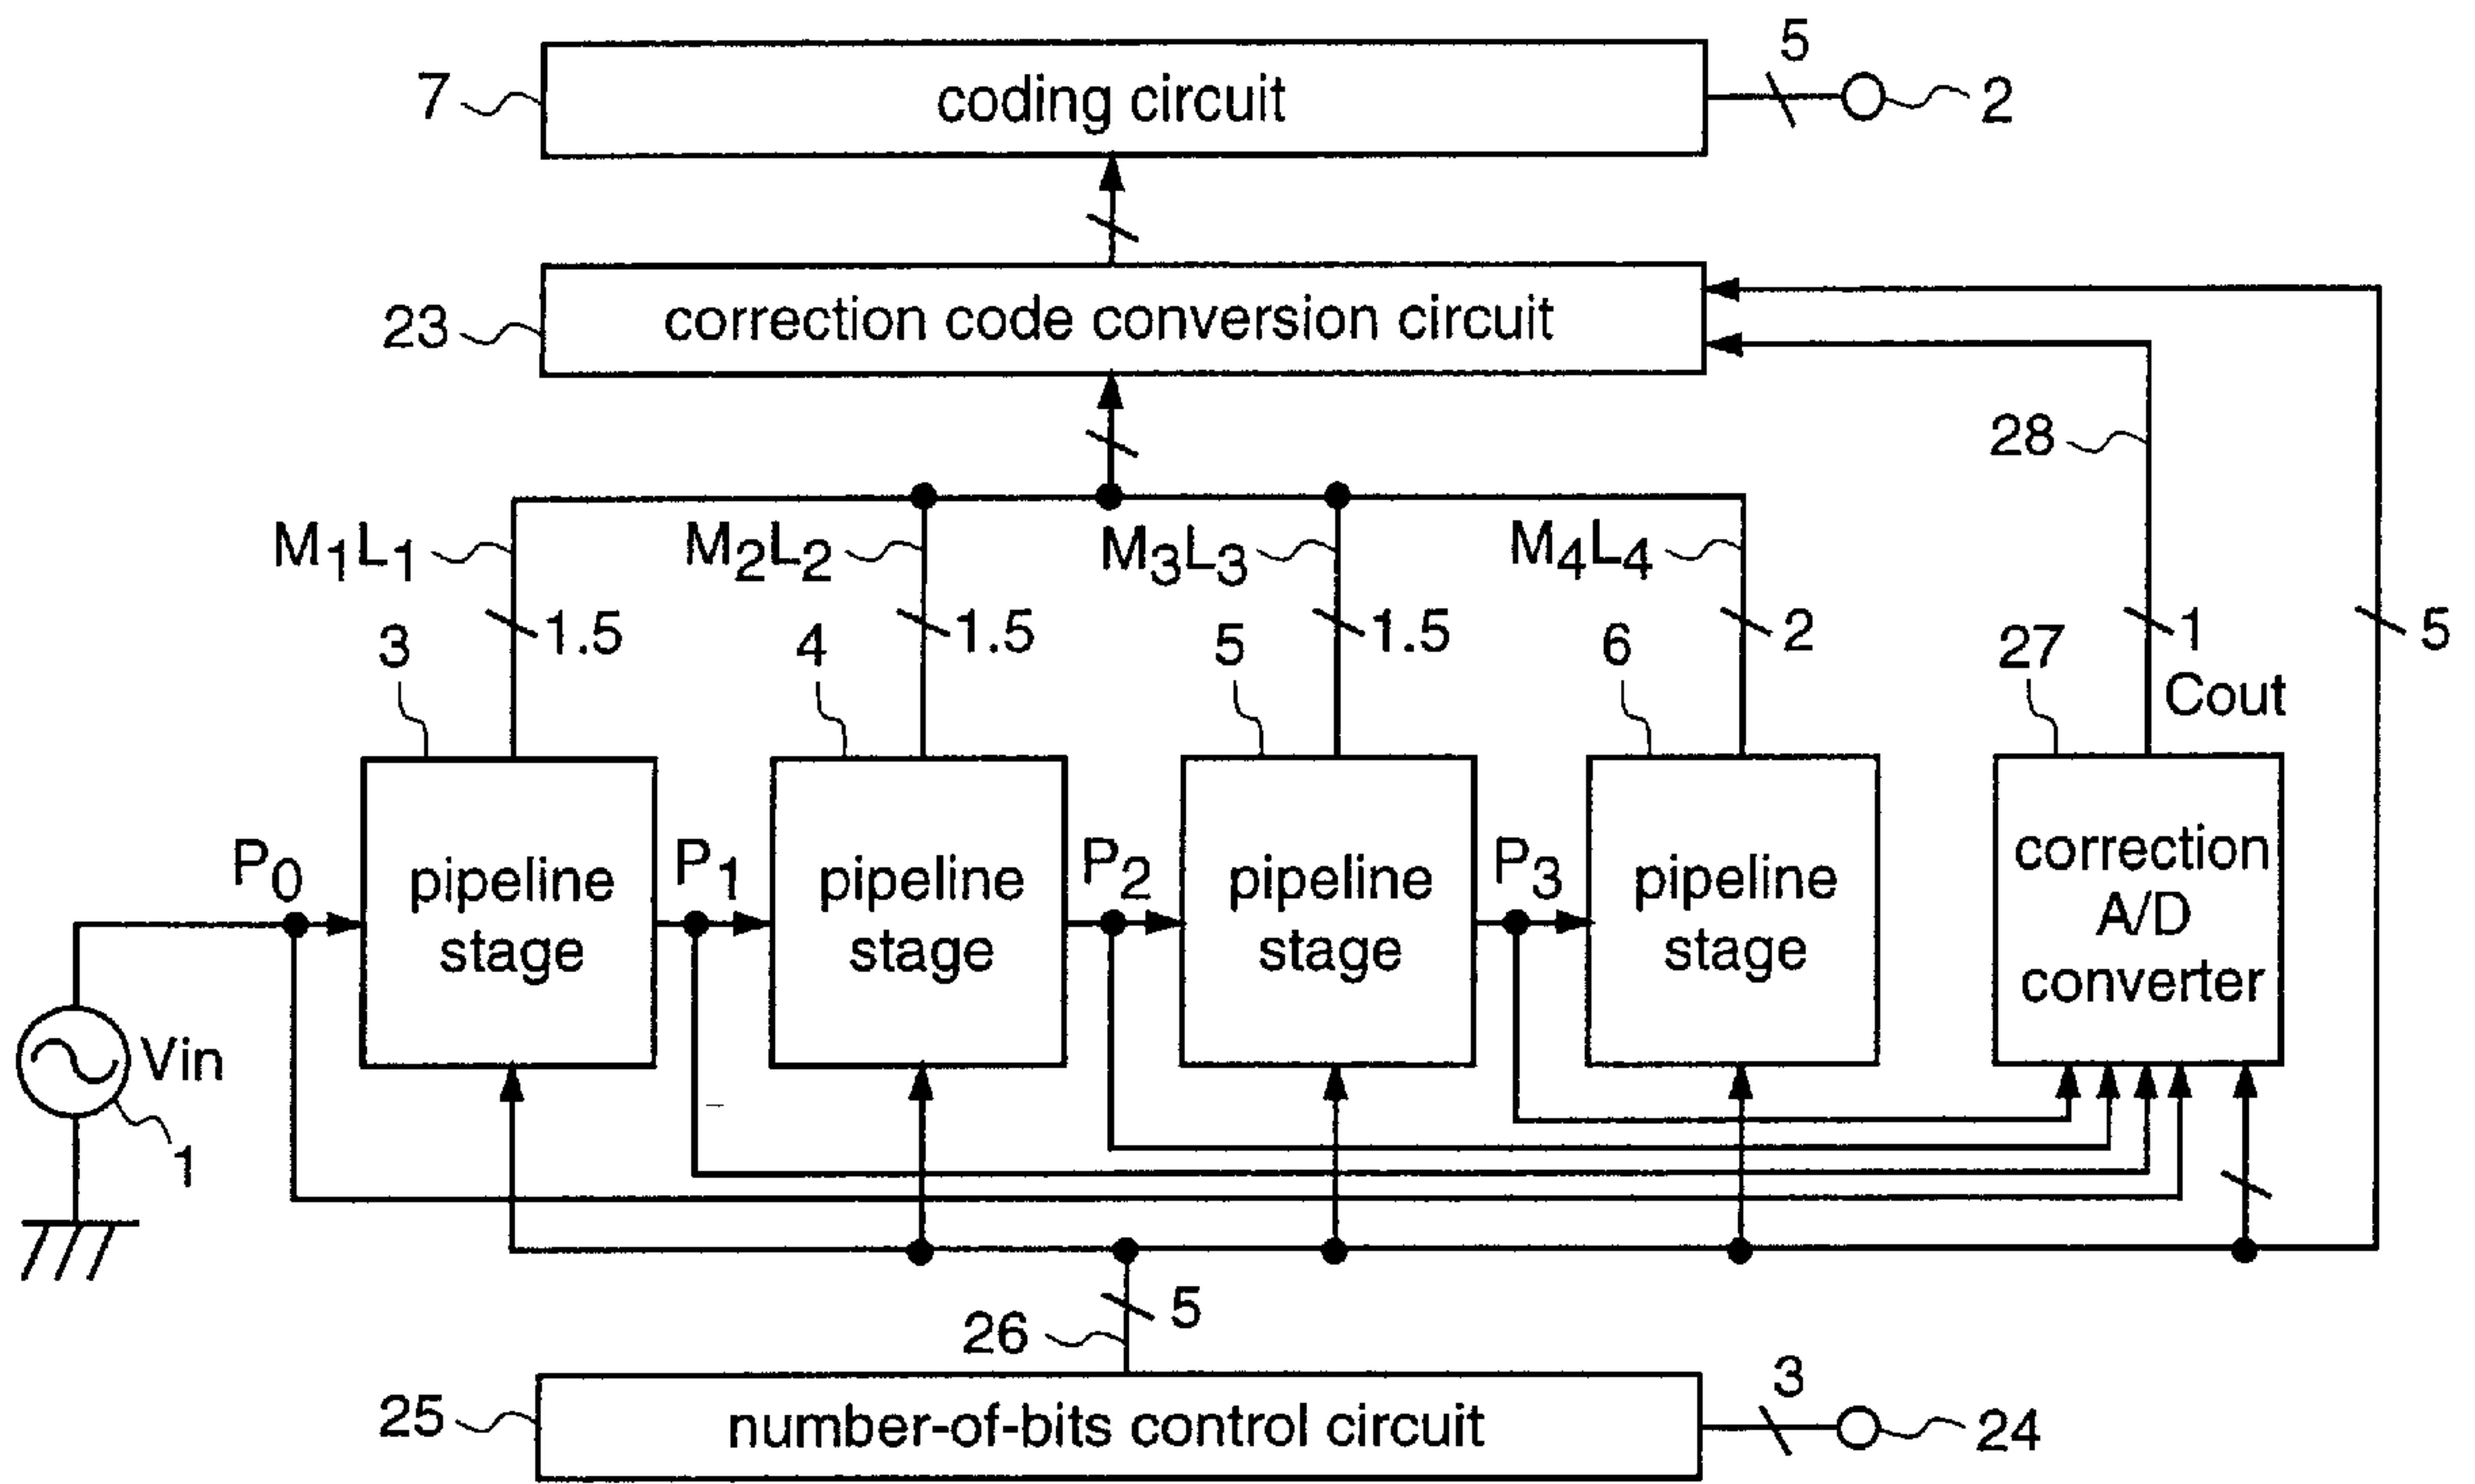 5
7 coding circuit 2
23 correction code conversion circuit
28
M1L1 M2L2 M3L3 M4L4
1.5 1.5 1.5 2 1 5
3 4 5 6 27
Cout
P0 P1 P2 P3
pipeline stage
pipeline stage
pipeline stage
pipeline stage
correction
A/D
converter
Vin
1
5
26
3
25 number-of-bits control circuit 24